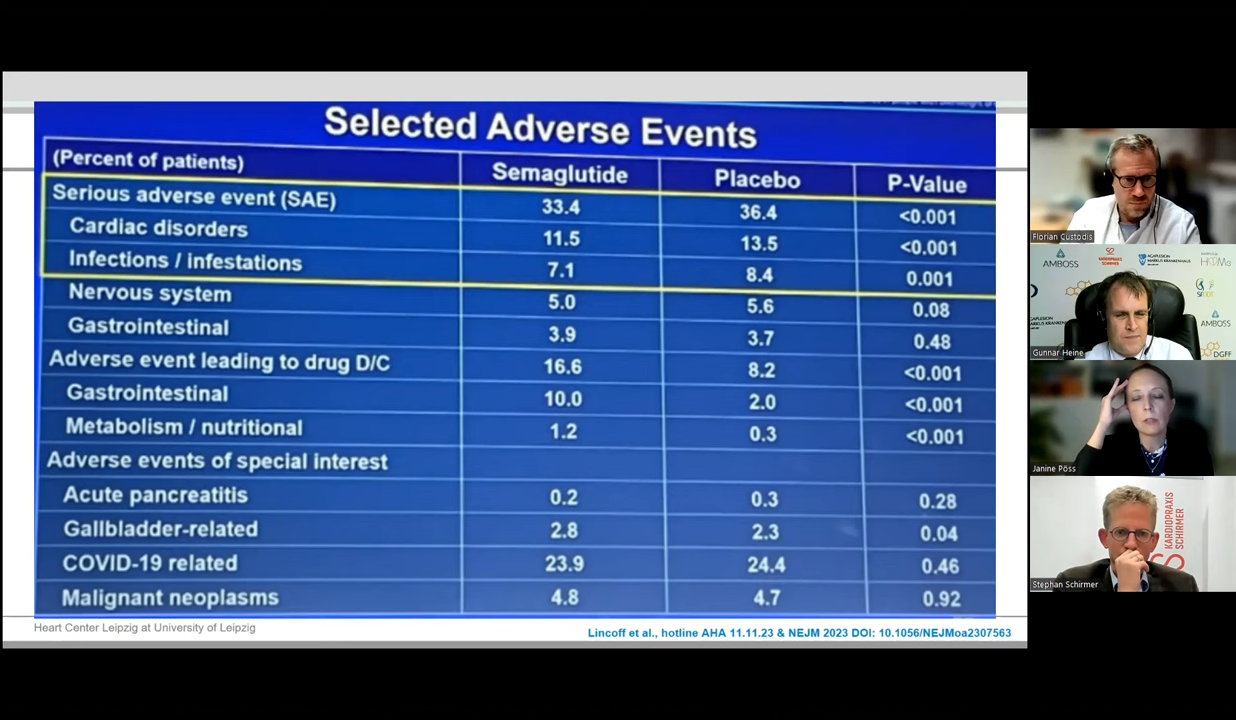 Selected Adverse Events
(Percent of patients) Semaglutide Placebo P-Value
Serious adverse event (SAE) 33.4 36.4 <0.001
Cardiac disorders 11.5 13.5 <0.001
Infections / infestations 7.1 8.4 0.001
Nervous system 5.0 5.6 0.08
Gastrointestinal 3.9 3.7 0.48
Adverse event leading to drug D/C 16.6 8.2 <0.001
Gastrointestinal 10.0 2.0 <0.001
Metabolism / nutritional 1.2 0.3 <0.001
Adverse events of special interest
Acute pancreatitis 0.2 0.3 0.28
Gallbladder-related 2.8 2.3 0.04
COVID-19 related 23.9 24.4 0.46
Malignant neoplasms 4.8 4.7 0.92
Heart Center Leipzig at University of Leipzig
Lincoff et al., hotline AHA 11.11.23 & NEJM 2023 DOI: 10.1056/NEJMoa2307563
Florian Custodis
AMBOSS
KARDIOPRAXIS
SCHIRMER
AGAPLESION
MARKUS KRANKENHAUS
AMBOSS
DGFF
Gunnar Heine
Janine Pöss
KARDIOPRAXIS
SCHIRMER
Stephan Schirmer